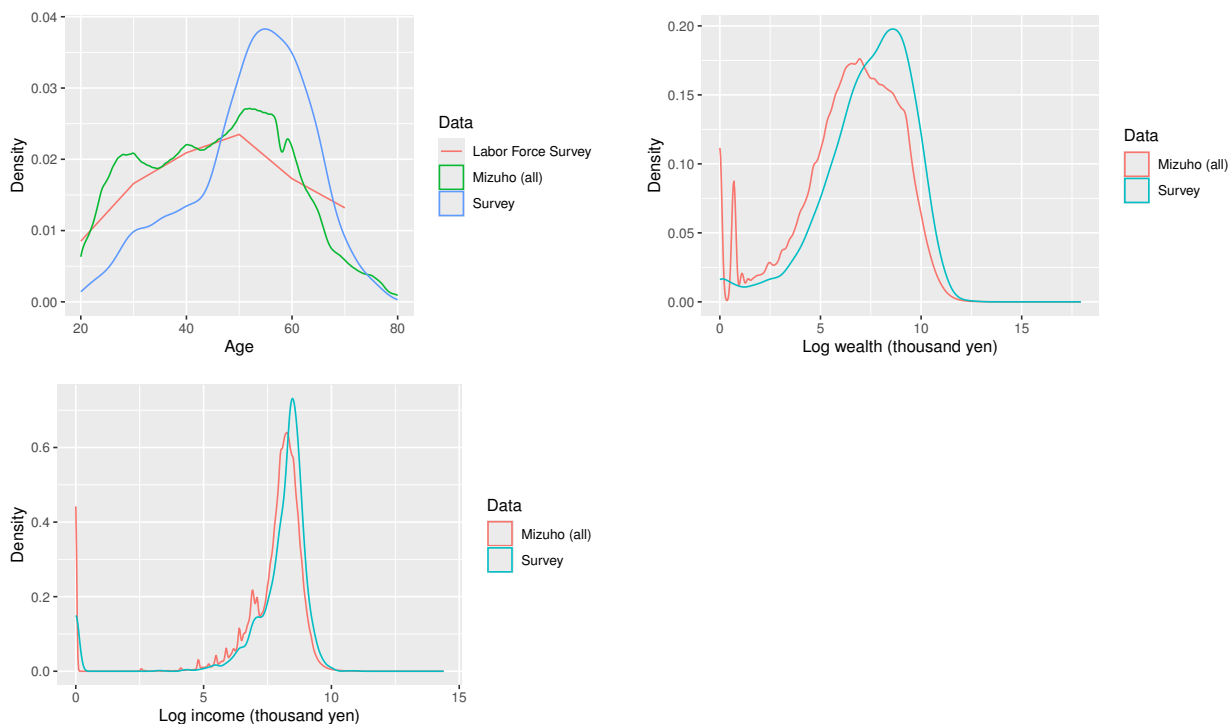 0.04
0.03
0.02
0.01
0.00
Density
20
40
60
80
Age
Data
Labor Force Survey
Mizuho (all)
Survey
0.20
0.15
0.10
0.05
0.00
Density
0
5
10
15
Log wealth (thousand yen)
Data
Mizuho (all)
Survey
0.6
0.4
0.2
0.0
Density
0
5
10
15
Log income (thousand yen)
Data
Mizuho (all)
Survey